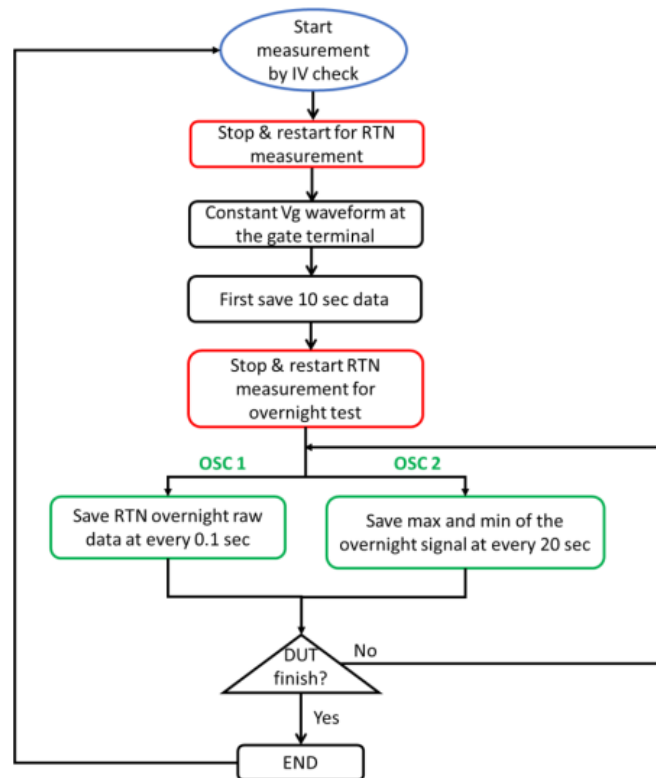 Start
measurement
by IV check
Stop & restart for RTN
measurement
Constant Vg waveform at
the gate terminal
First save 10 sec data
Stop & restart RTN
measurement for
overnight test
OSC 1
OSC 2
Save RTN overnight raw
data at every 0.1 sec
Save max and min of the
overnight signal at every 20 sec
DUT
finish?
No
Yes
END